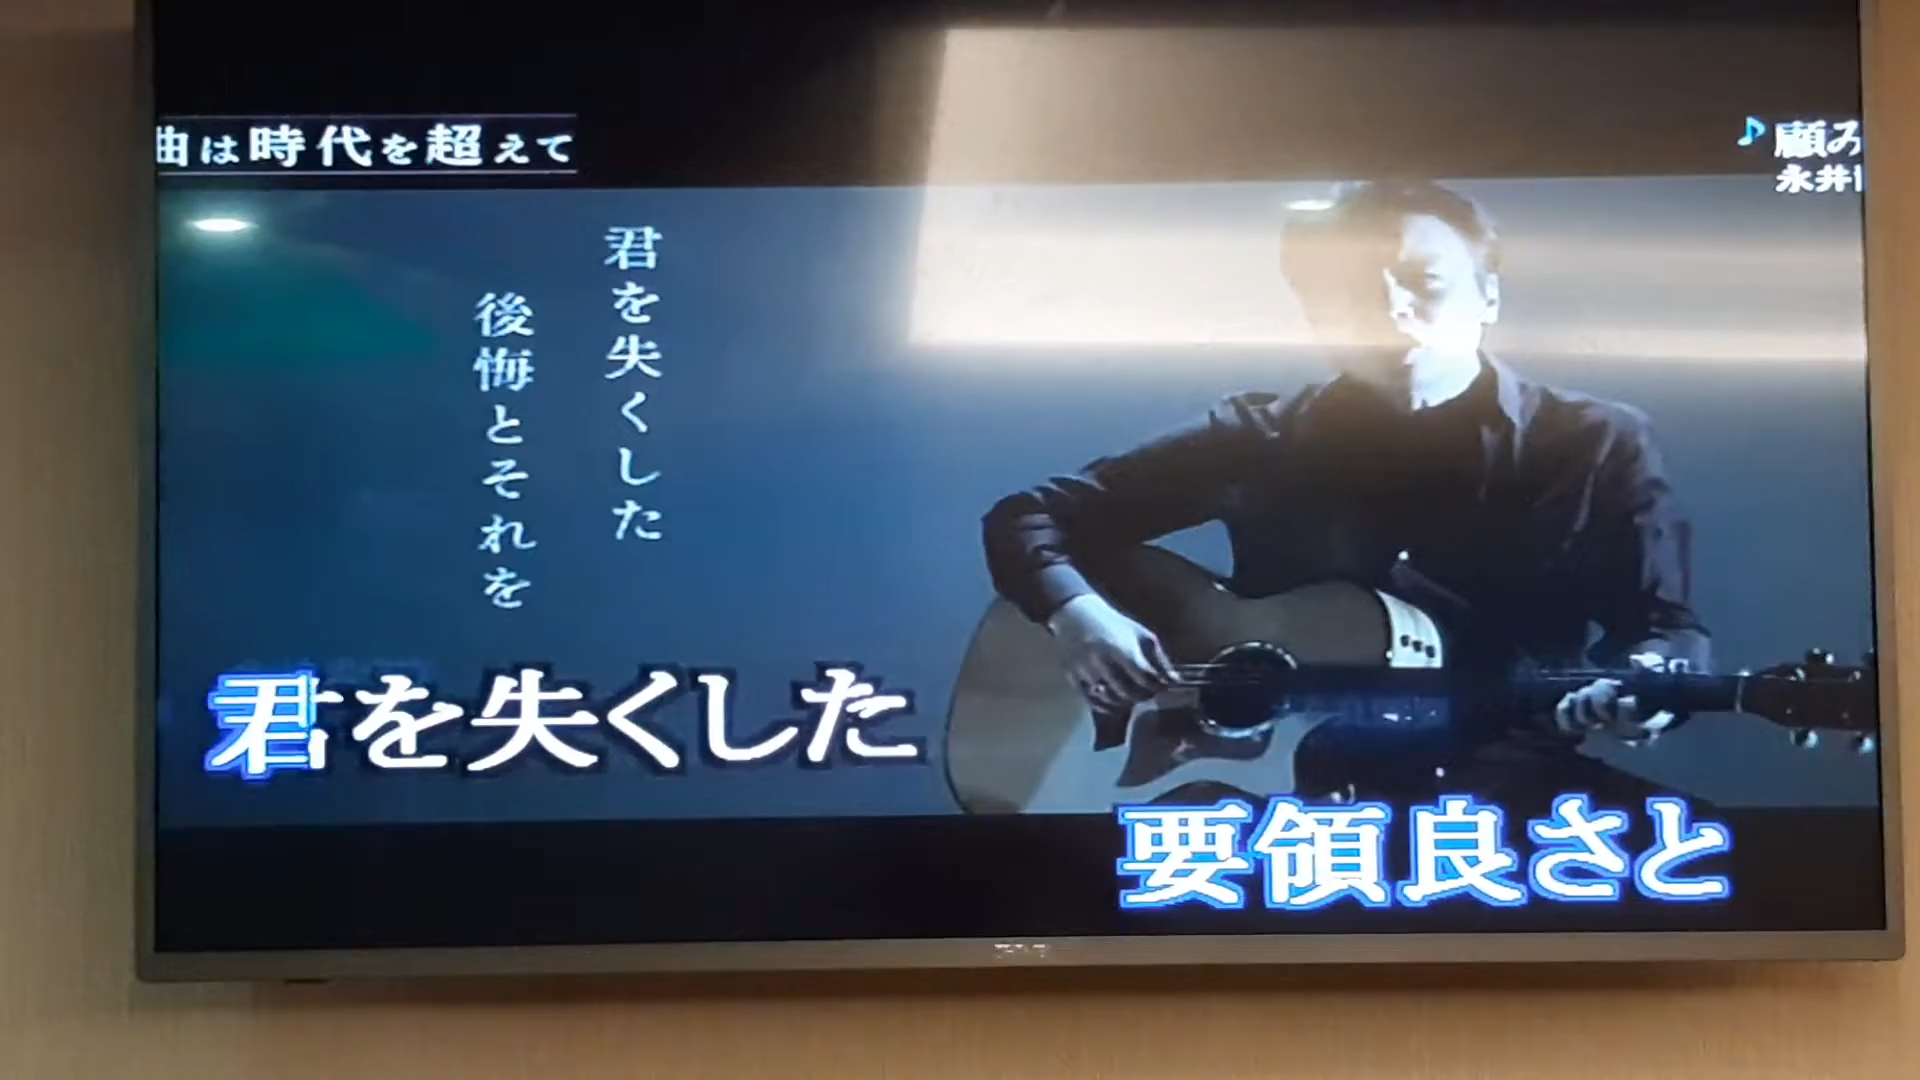 曲は時代を超えて
♪顧み
永井
君を失くした
後悔とそれを
君を失くした
要領良さと